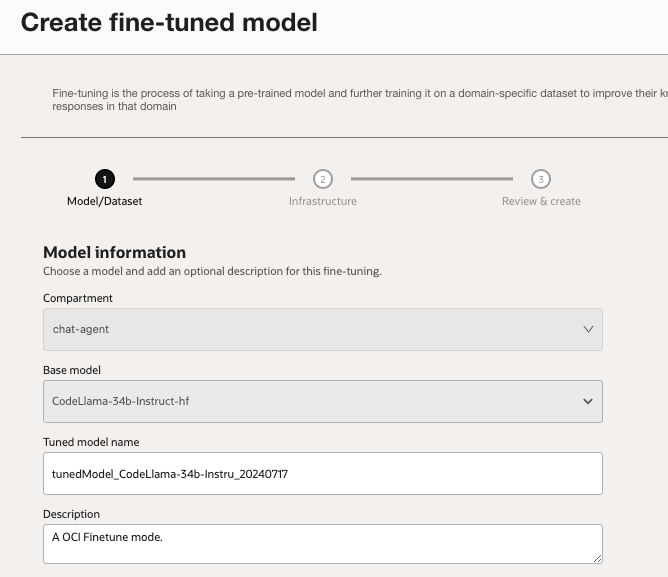 Create fine-tuned model
Fine-tuning is the process of taking a pre-trained model and further training it on a domain-specific dataset to improve their
responses in that domain
1
2
3
Model/Dataset
Infrastructure
Review & create
Model information
Choose a model and add an optional description for this fine-tuning.
Compartment
chat-agent
Base model
CodeLlama-34b-Instruct-hf
Tuned model name
tunedModel_CodeLlama-34b-Instru_20240717
Description
A OCI Finetune mode.